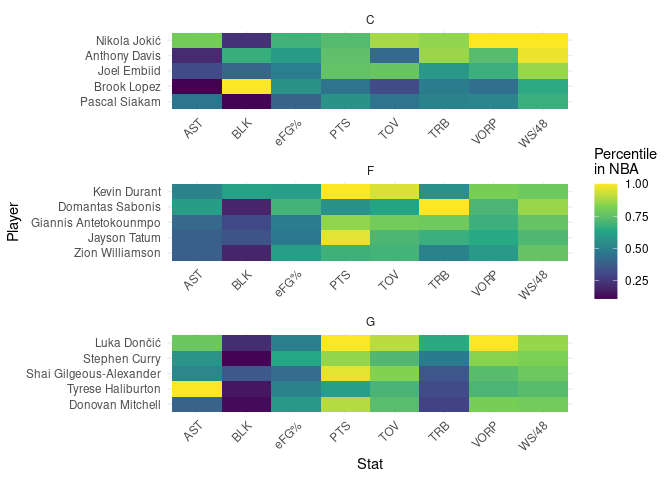 C
Nikola Jokić
Anthony Davis
Joel Embiid
Brook Lopez
Pascal Siakam
AST BLK eFG% PTS TOV TRB VORP WS/48
F
Kevin Durant
Domantas Sabonis
Giannis Antetokounmpo
Jayson Tatum
Zion Williamson
AST BLK eFG% PTS TOV TRB VORP WS/48
G
Luka Dončić
Stephen Curry
Shai Gilgeous-Alexander
Tyrese Haliburton
Donovan Mitchell
AST BLK eFG% PTS TOV TRB VORP WS/48
Player
Stat
Percentile
in NBA
1.00
0.75
0.50
0.25